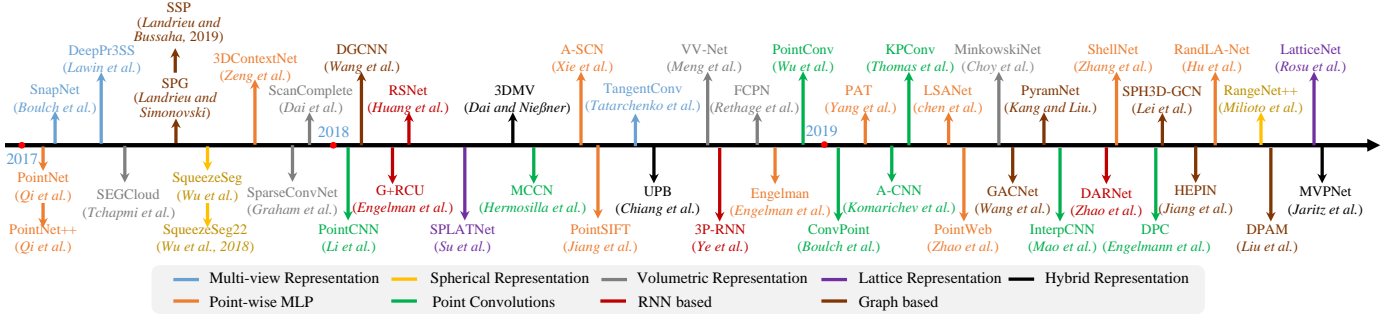 SSP
(Landrieu and
Bussaha, 2019)
DeepPr3SS
(Lawin et al.)
SnapNet
(Boulch et al.)
SPG
(Landrieu and
Simonovski)
3DContextNet
(Zeng et al.)
ScanComplete
(Dai et al.)
DGCNN
(Wang et al.)
RSNet
(Huang et al.)
3DMV
(Dai and Nießner)
A-SCN
(Xie et al.)
TangentConv
(Tatarchenko et al.)
VV-Net
(Meng et al.)
FCPN
(Rethage et al.)
PointConv
(Wu et al.)
PAT
(Yang et al.)
KPConv
(Thomas et al.)
LSANet
(chen et al.)
MinkowskiNet
(Choy et al.)
PyramNet
(Kang and Liu.)
ShellNet
(Zhang et al.)
SPH3D-GCN
(Lei et al.)
RandLA-Net
(Hu et al.)
RangeNet++
(Milioto et al.)
LatticeNet
(Rosu et al.)
2017
2018
2019
PointNet
(Qi et al.)
PointNet++
(Qi et al.)
SEGCloud
(Tchapmi et al.)
SqueezeSeg
(Wu et al.)
SqueezeSeg22
(Wu et al., 2018)
SparseConvNet
(Graham et al.)
PointCNN
(Li et al.)
G+RCU
(Engelman et al.)
SPLATNet
(Su et al.)
MCCN
(Hermosilla et al.)
PointSIFT
(Jiang et al.)
UPB
(Chiang et al.)
3P-RNN
(Ye et al.)
Engelman
(Engelman et al.)
ConvPoint
(Boulch et al.)
A-CNN
(Komarichev et al.)
PointWeb
(Zhao et al.)
GACNet
(Wang et al.)
InterpCNN
(Mao et al.)
DARNet
(Zhao et al.)
DPC
(Engelmann et al.)
HEPIN
(Jiang et al.)
DPAM
(Liu et al.)
MVPNet
(Jaritz et al.)
Multi-view Representation
Spherical Representation
Volumetric Representation
Lattice Representation
Hybrid Representation
Point-wise MLP
Point Convolutions
RNN based
Graph based